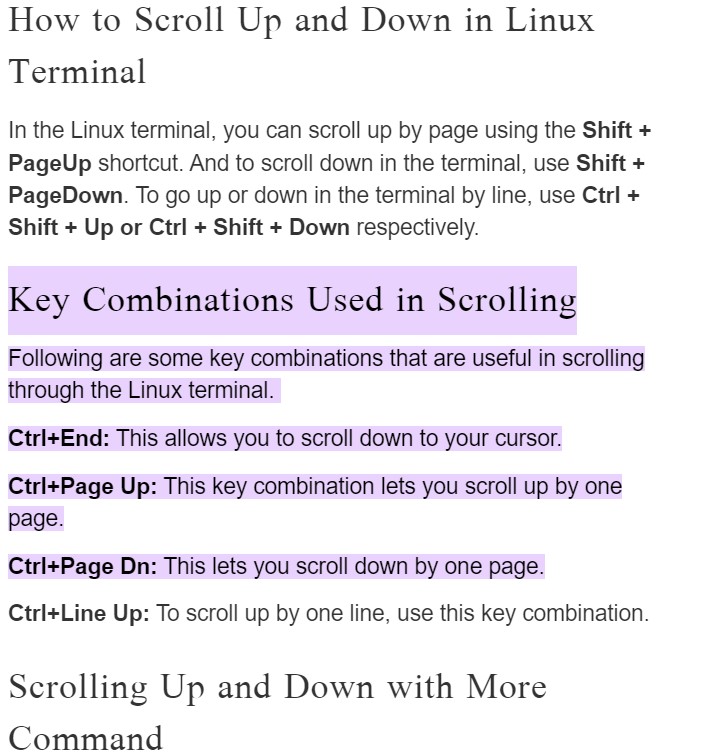 How to Scroll Up and Down in Linux
Terminal
In the Linux terminal, you can scroll up by page using the Shift +
PageUp shortcut. And to scroll down in the terminal, use Shift +
PageDown. To go up or down in the terminal by line, use Ctrl +
Shift + Up or Ctrl + Shift + Down respectively.
Key Combinations Used in Scrolling
Following are some key combinations that are useful in scrolling
through the Linux terminal.
Ctrl+End: This allows you to scroll down to your cursor.
Ctrl+Page Up: This key combination lets you scroll up by one
page.
Ctrl+Page Dn: This lets you scroll down by one page.
Ctrl+Line Up: To scroll up by one line, use this key combination.
Scrolling Up and Down with More
Command